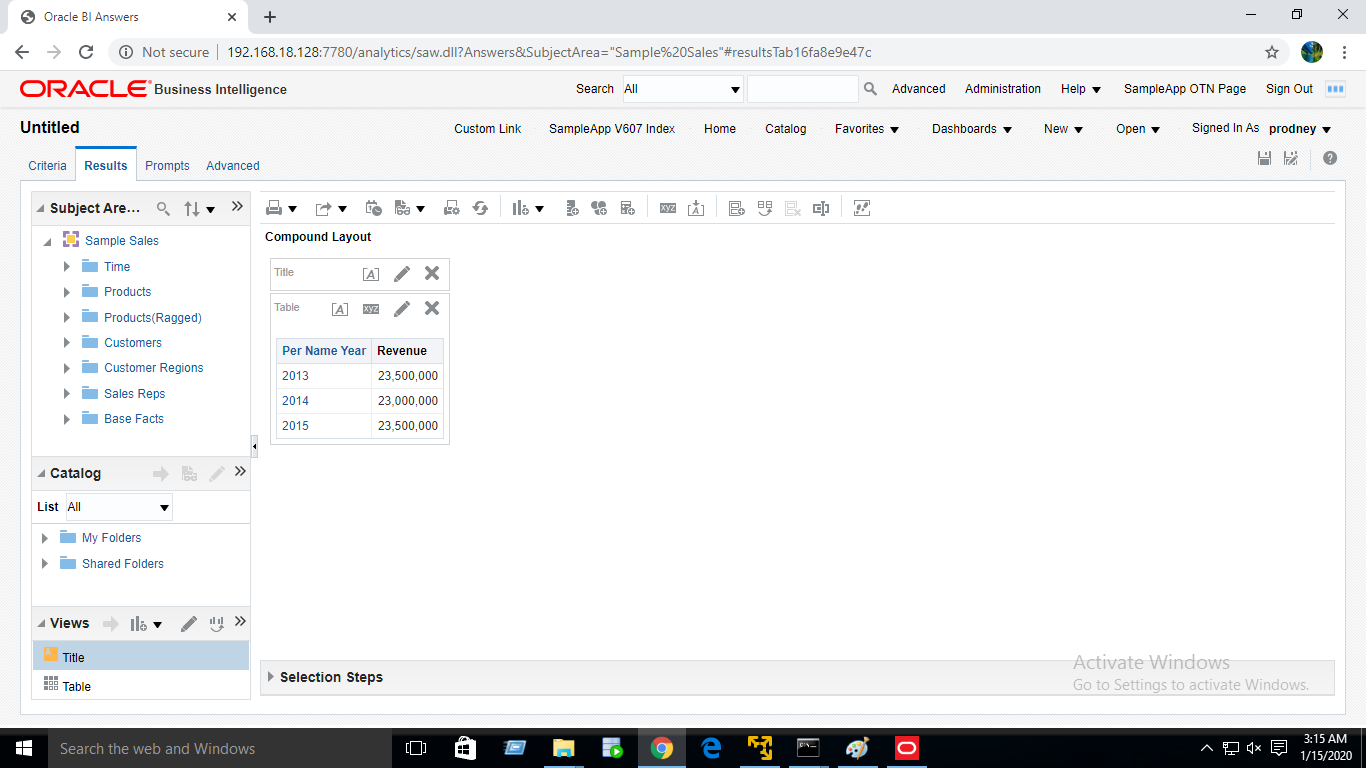 Oracle BI Answers
Not secure 192.168.18.128:7780/analytics/saw.dll?Answers&SubjectArea="Sample%20Sales"#resultsTab16fa8e9e47c
ORACLE Business Intelligence
Search All Advanced Administration Help SampleApp OTN Page Sign Out
Untitled
Custom Link SampleApp V607 Index Home Catalog Favorites Dashboards New Open Signed In As prodney
Criteria Results Prompts Advanced
Subject Are...
Sample Sales
Time
Products
Products(Ragged)
Customers
Customer Regions
Sales Reps
Base Facts
Catalog
List All
My Folders
Shared Folders
Views
Title
Table
xyz A
Compound Layout
Title A
Table A xyz
Per Name Year Revenue
2013 23,500,000
2014 23,000,000
2015 23,500,000
Selection Steps
Activate Windows
Go to Settings to activate Windows.
Search the web and Windows
3:15 AM
1/15/2020